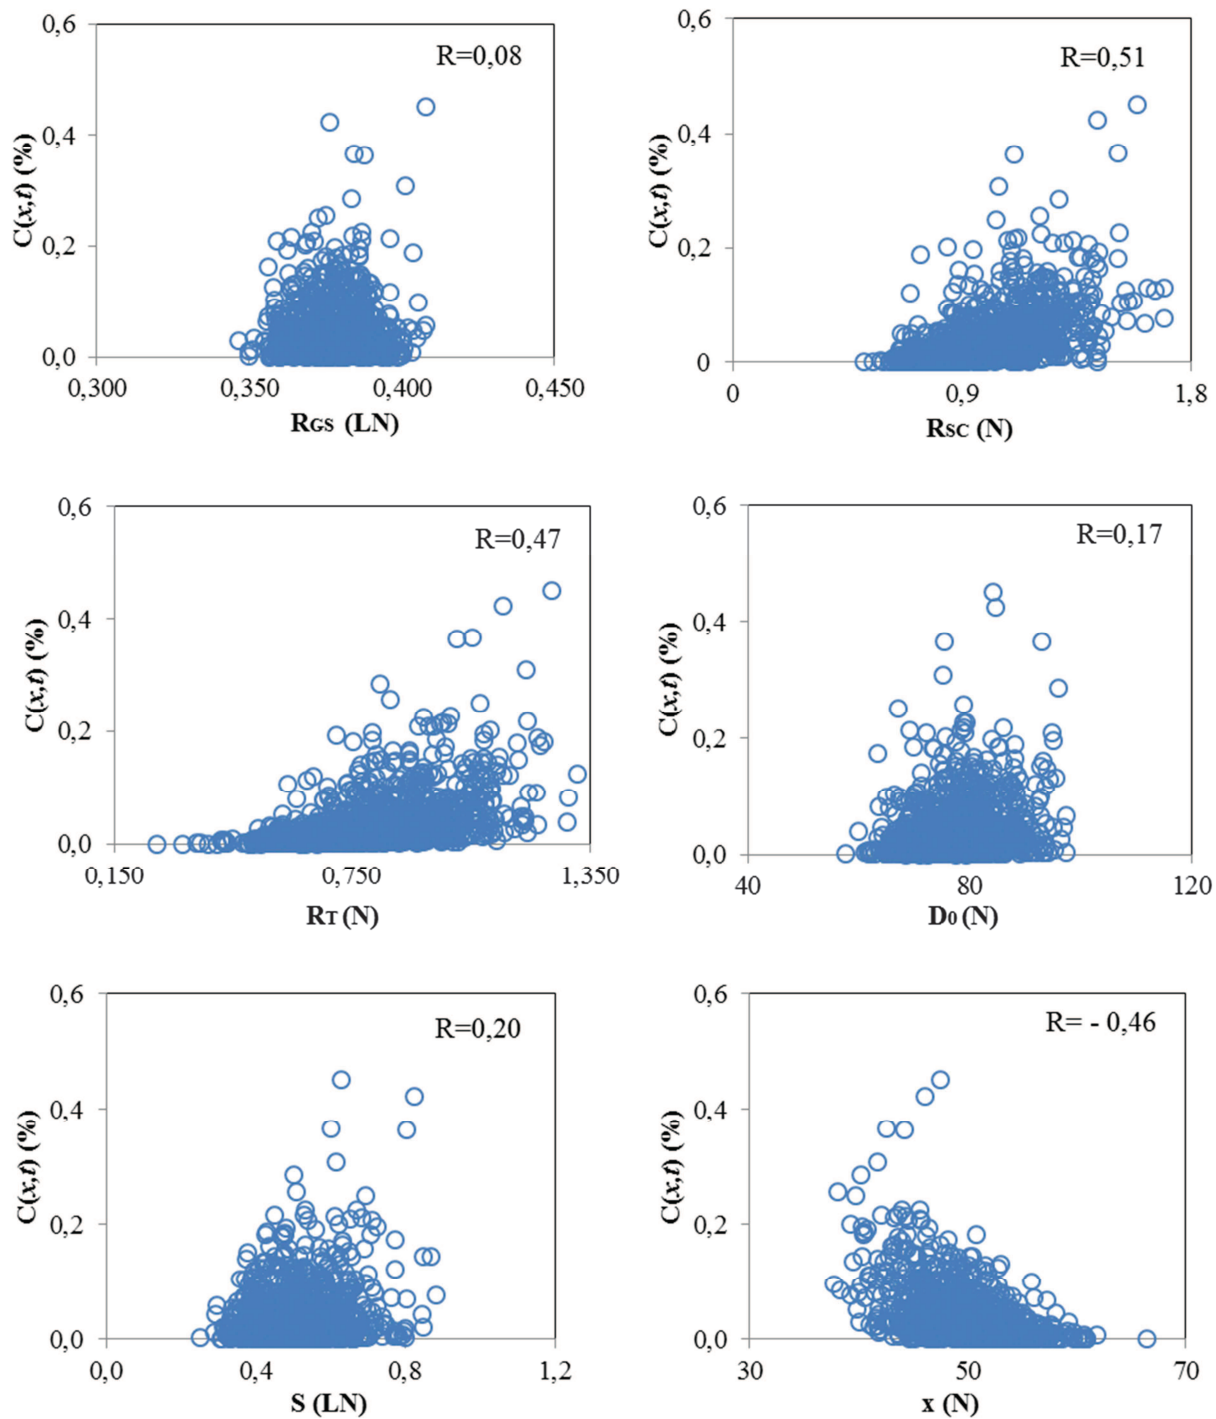 0,6
R=0,08
C(x,t) (%)
0,4
0,2
0,0
0,300
0,350
0,400
0,450
RGS (LN)
0,6
R=0,51
C(x,t) (%)
0,4
0,2
0
0
0,9
1,8
RSC (N)
0,6
R=0,47
C(x,t) (%)
0,4
0,2
0,0
0,150
0,750
1,350
RT (N)
0,6
R=0,17
C(x,t) (%)
0,4
0,2
0,0
40
80
120
D0 (N)
0,6
R=0,20
C(x,t) (%)
0,4
0,2
0,0
0,0
0,4
0,8
1,2
S (LN)
0,6
R= - 0,46
C(x,t) (%)
0,4
0,2
0,0
30
50
70
x (N)